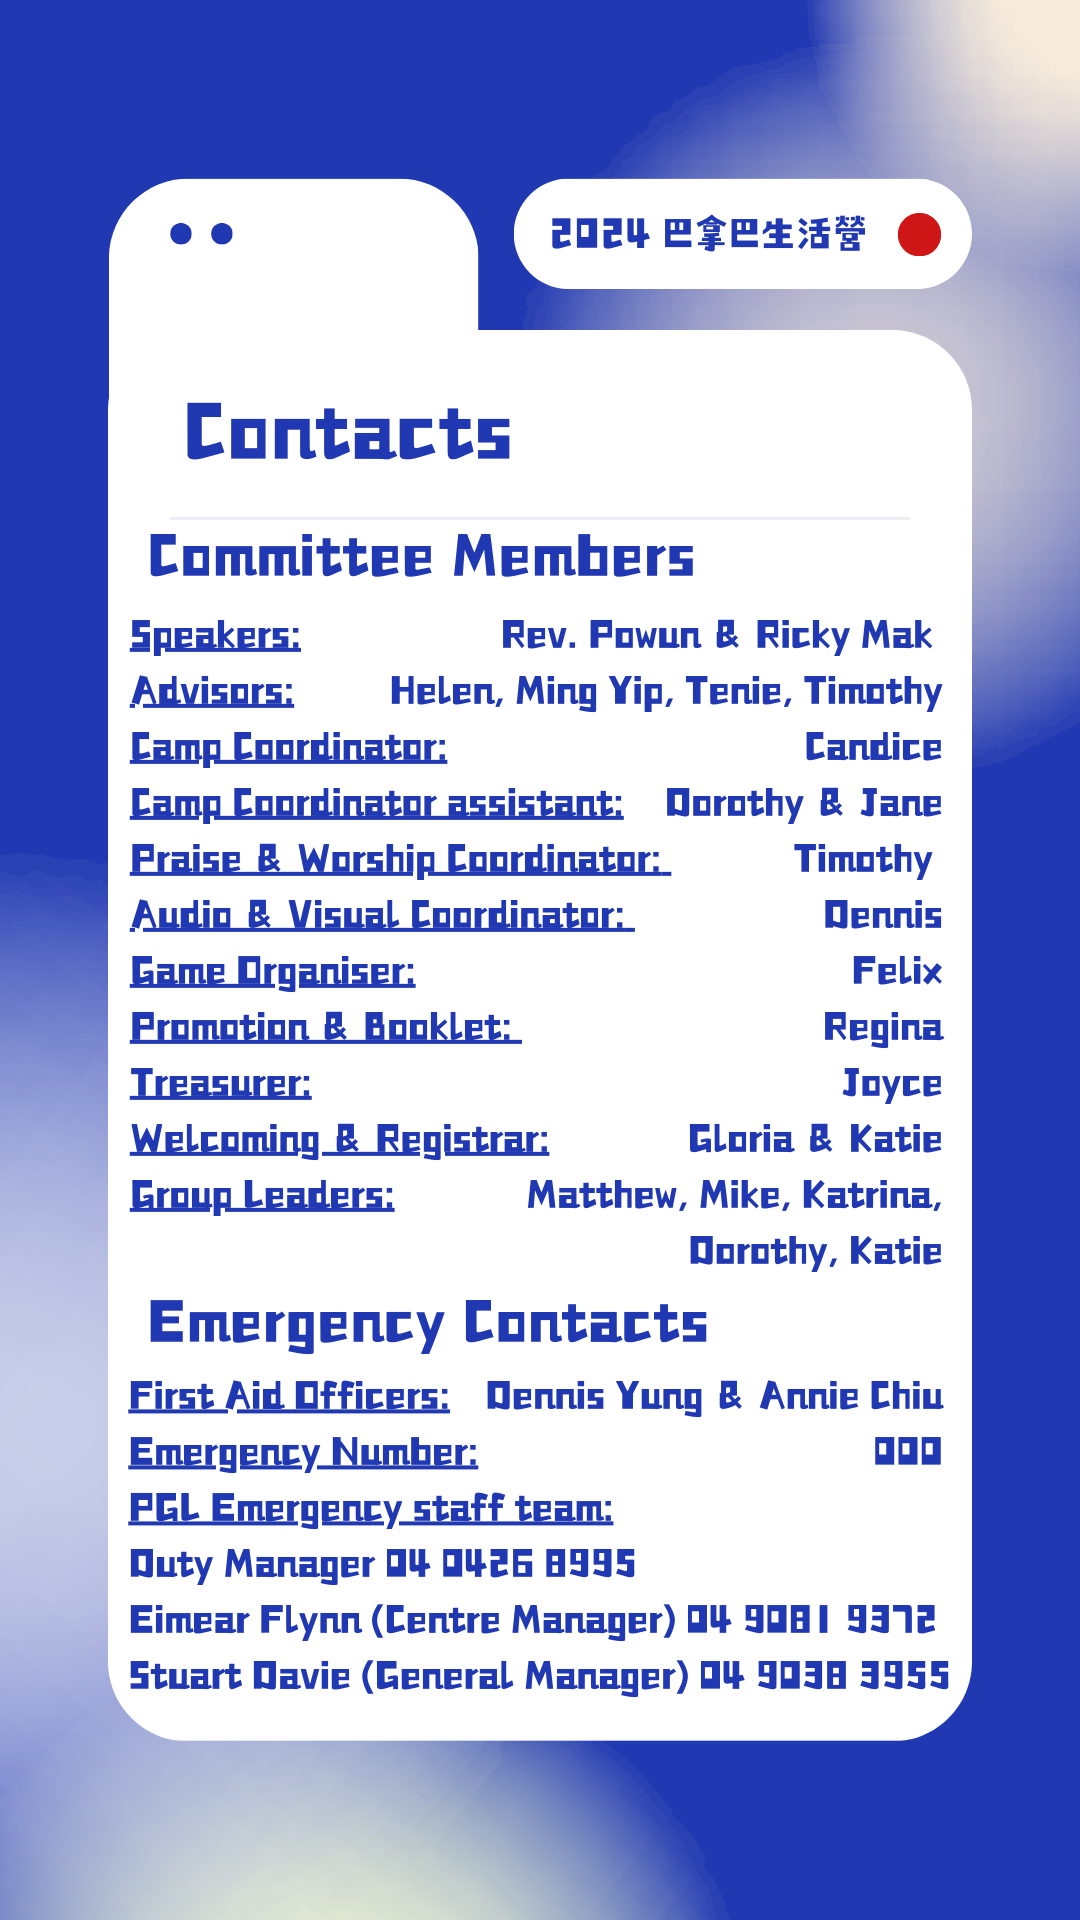 2024 巴拿巴生活營
Contacts
Committee Members
Speakers: Rev. Powun & Ricky Mak
Advisors: Helen, Ming Yip, Tenie, Timothy
Camp Coordinator: Candice
Camp Coordinator assistant: Dorothy & Jane
Praise & Worship Coordinator: Timothy
Audio & Visual Coordinator: Dennis
Game Organiser: Felix
Promotion & Booklet: Regina
Treasurer: Joyce
Welcoming & Registrar: Gloria & Katie
Group Leaders: Matthew, Mike, Katrina,
Dorothy, Katie
Emergency Contacts
First Aid Officers: Dennis Yung & Annie Chiu
Emergency Number: 000
PGL Emergency staff team:
Duty Manager 04 0426 8995
Eimear Flynn (Centre Manager) 04 9081 9372
Stuart Davie (General Manager) 04 9038 3955